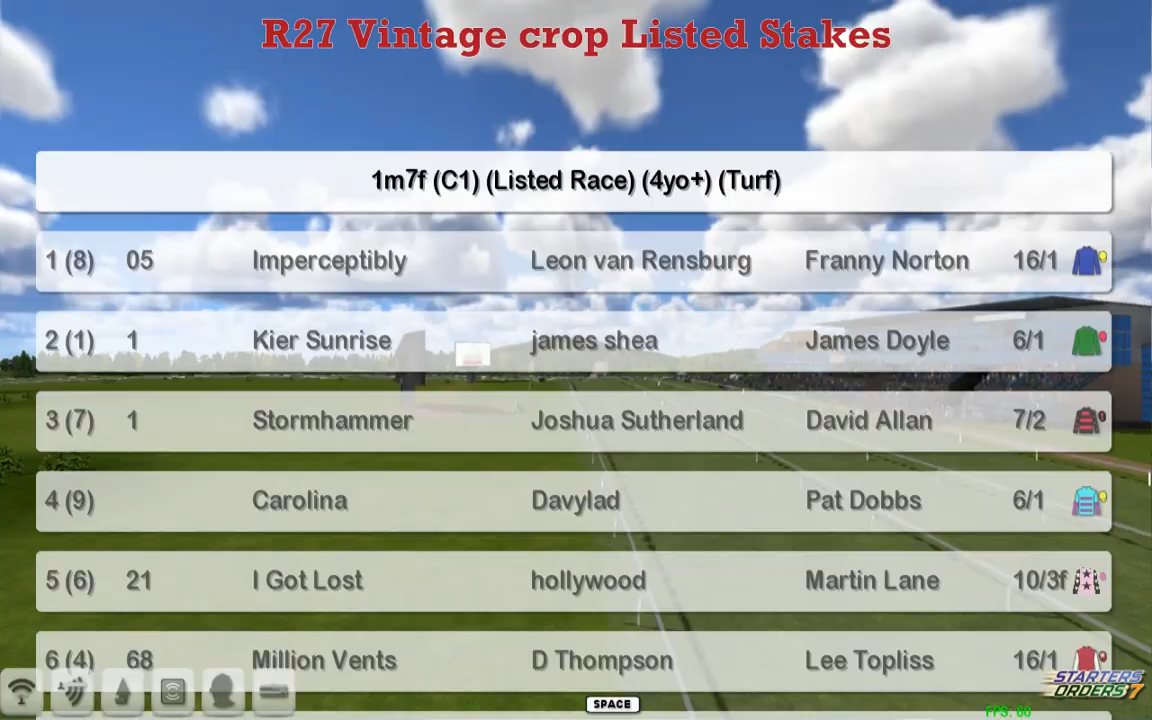 R27 Vintage crop Listed Stakes
1m7f (C1) (Listed Race) (4yo+) (Turf)
1 (8) 05 Imperceptibly Leon van Rensburg Franny Norton 16/1
2 (1) 1 Kier Sunrise james shea James Doyle 6/1
3 (7) 1 Stormhammer Joshua Sutherland David Allan 7/2
4 (9) Carolina Davylad Pat Dobbs 6/1
5 (6) 21 I Got Lost hollywood Martin Lane 10/3f
6 (4) 68 Million Vents D Thompson Lee Topliss 16/1
STARTERS ORDERS 7
SPACE
FPS: 60